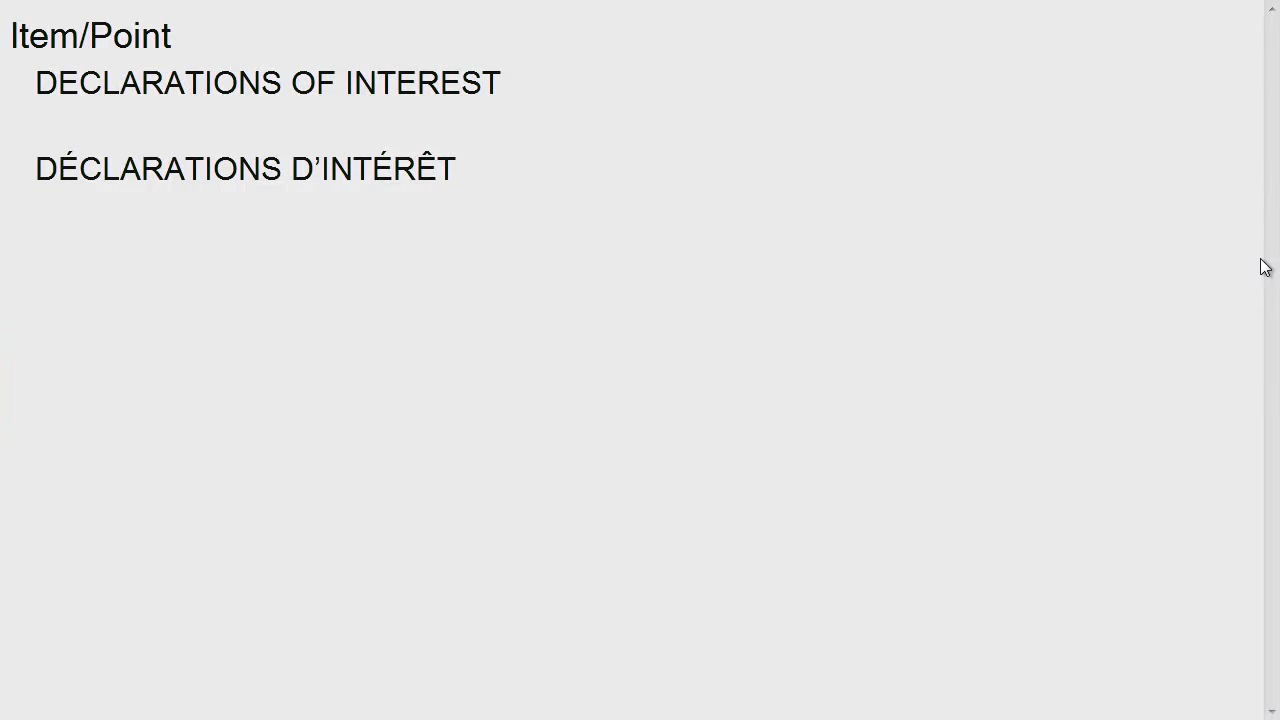 Item/Point
DECLARATIONS OF INTEREST
DÉCLARATIONS D’INTÉRÊT